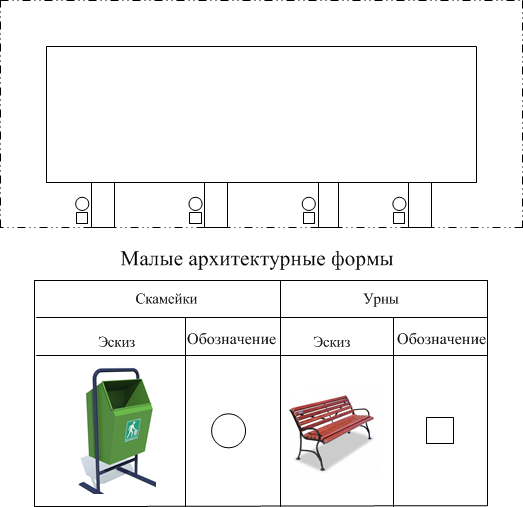 Малые архитектурные формы
Скамейки Урны
Эскиз Обозначение Эскиз Обозначение